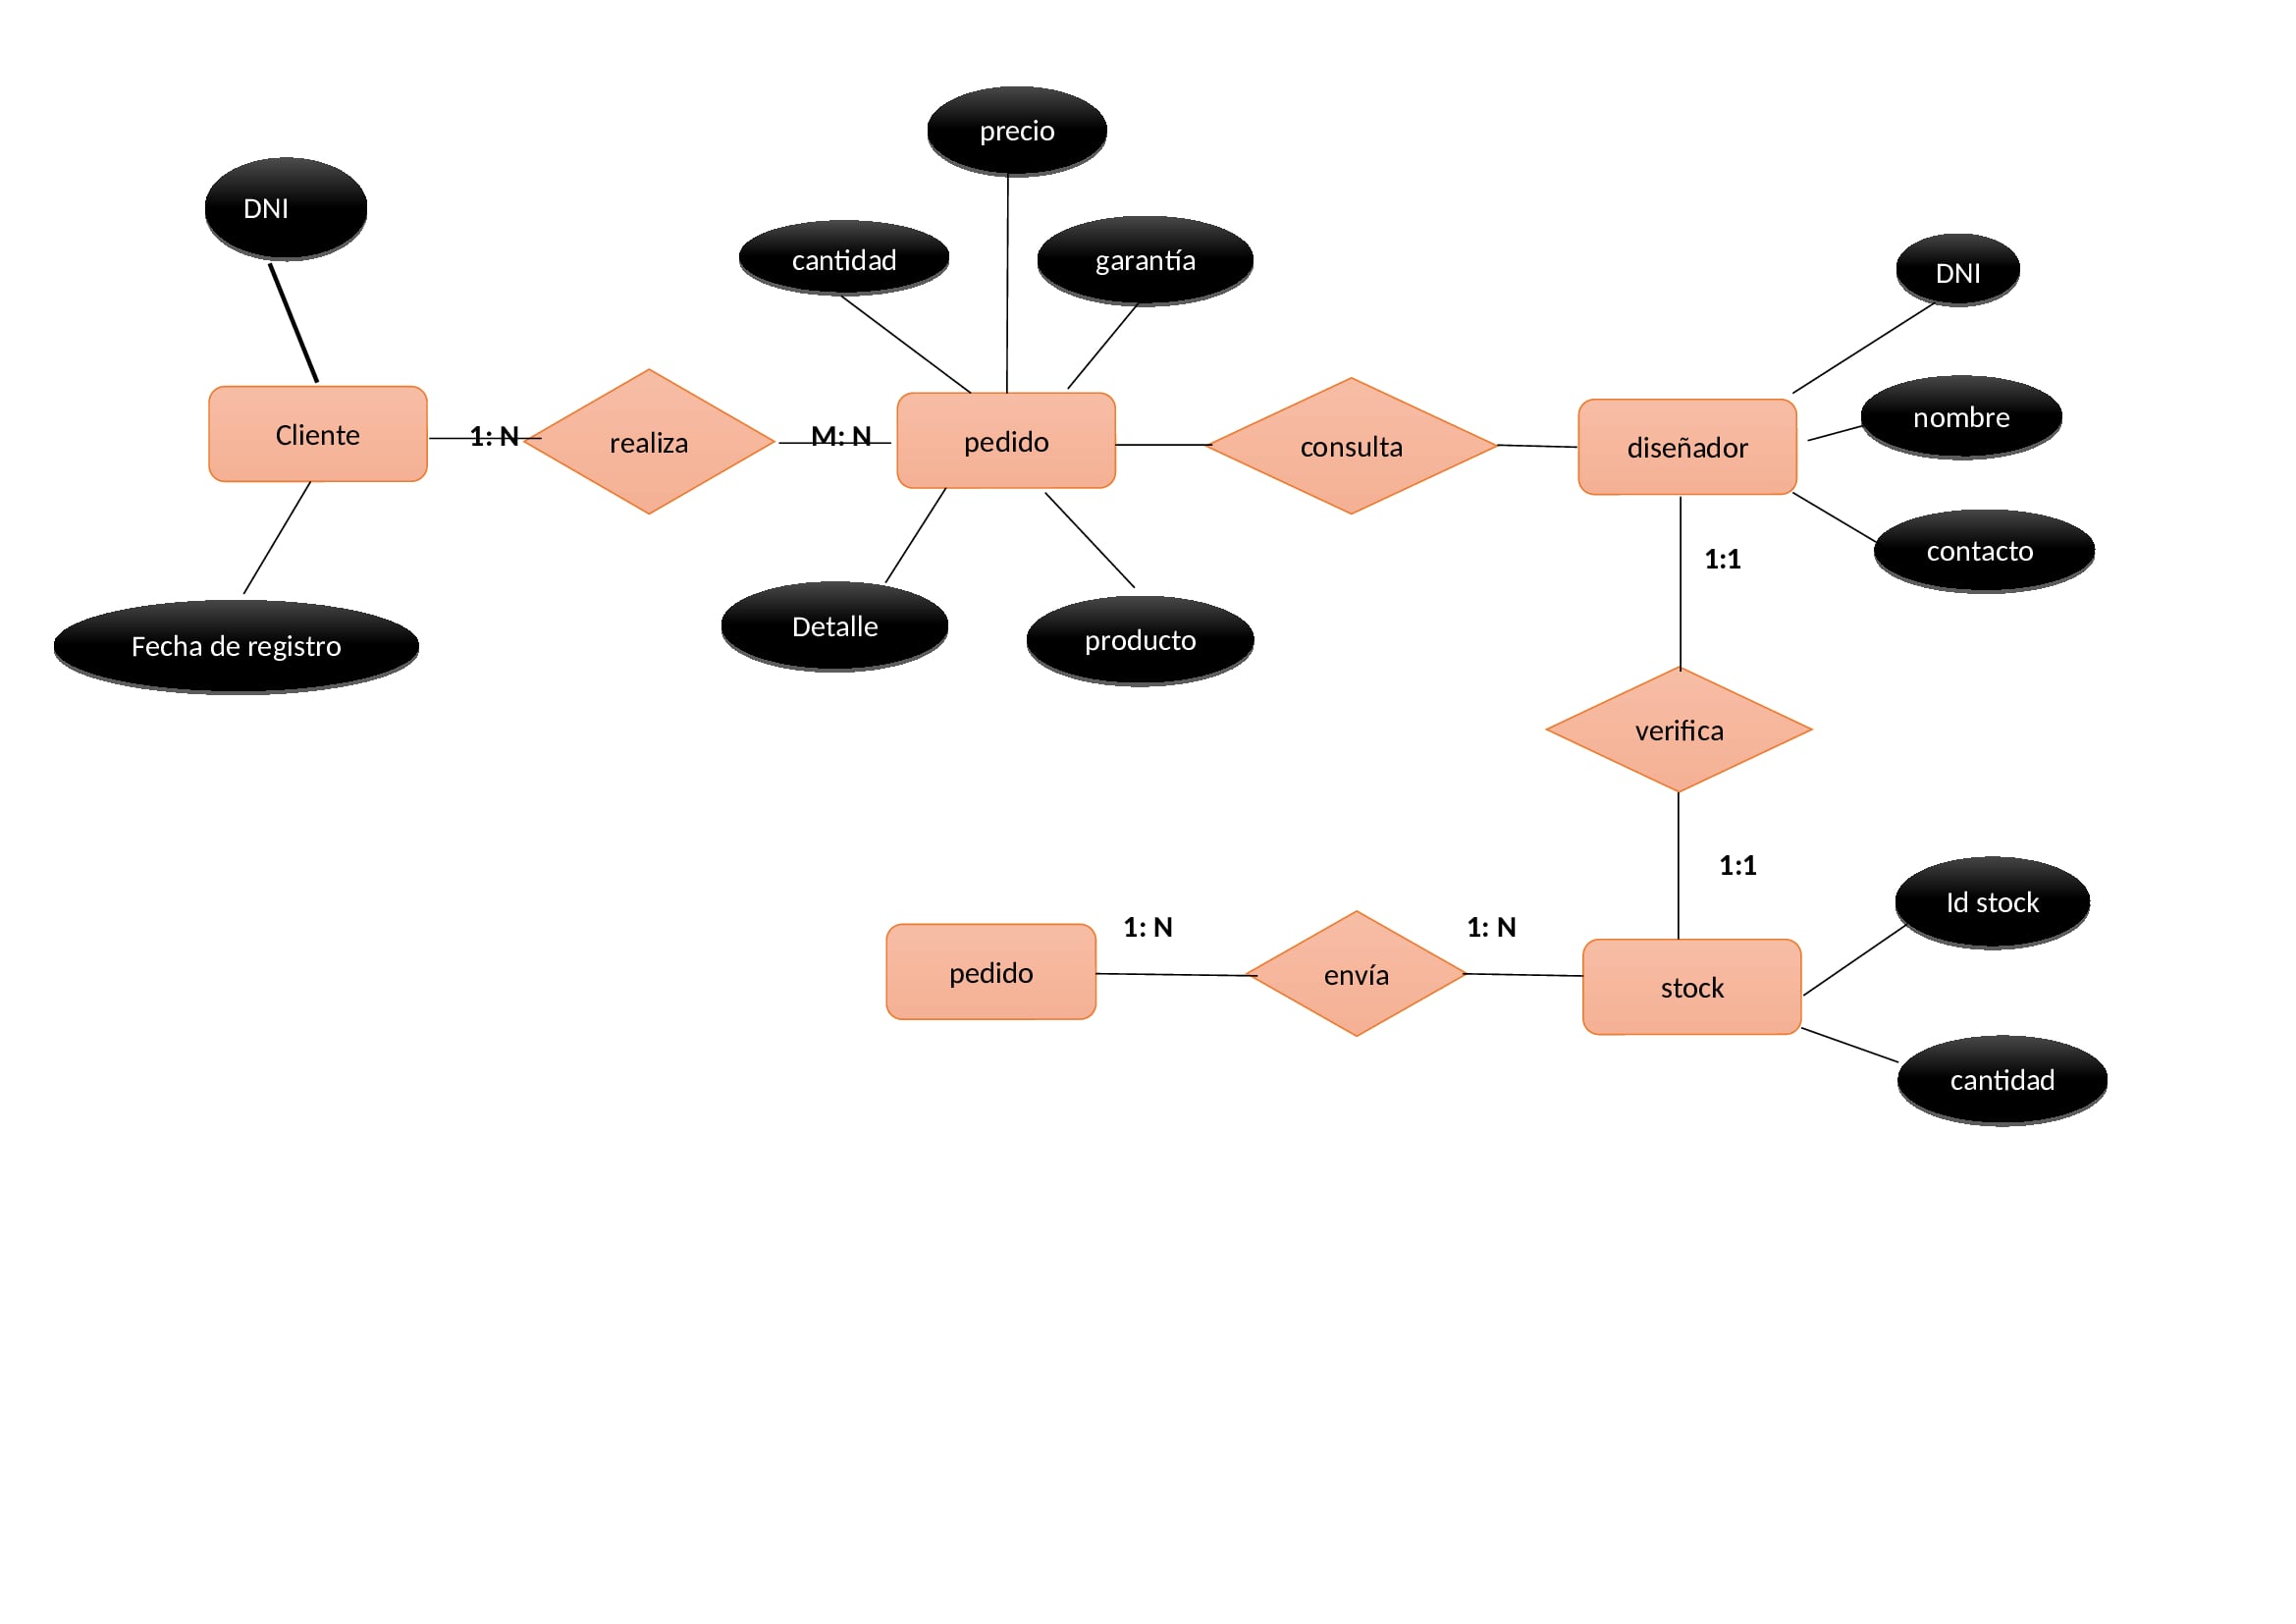 precio
DNI
cantidad
garantía
DNI
nombre
Cliente
1: N
realiza
M: N
pedido
consulta
diseñador
contacto
1:1
Detalle
producto
Fecha de registro
verifica
1:1
Id stock
1: N
1: N
pedido
envía
stock
cantidad